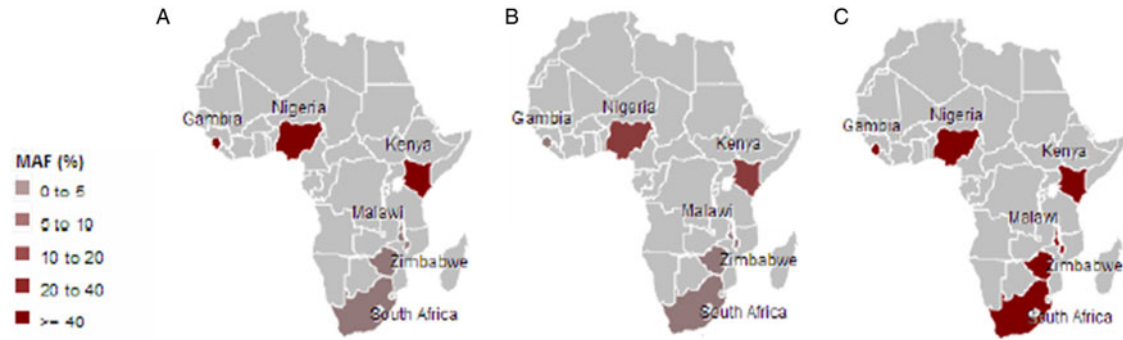 A
Nigeria
Gambia
Kenya
Malawi
Zimbabwe
South Africa
B
Nigeria
Gambia
Kenya
Malawi
Zimbabwe
South Africa
C
Nigeria
Gambia
Kenya
Malawi
Zimbabwe
South Africa
MAF (%)
0 to 5
5 to 10
10 to 20
20 to 40
>= 40